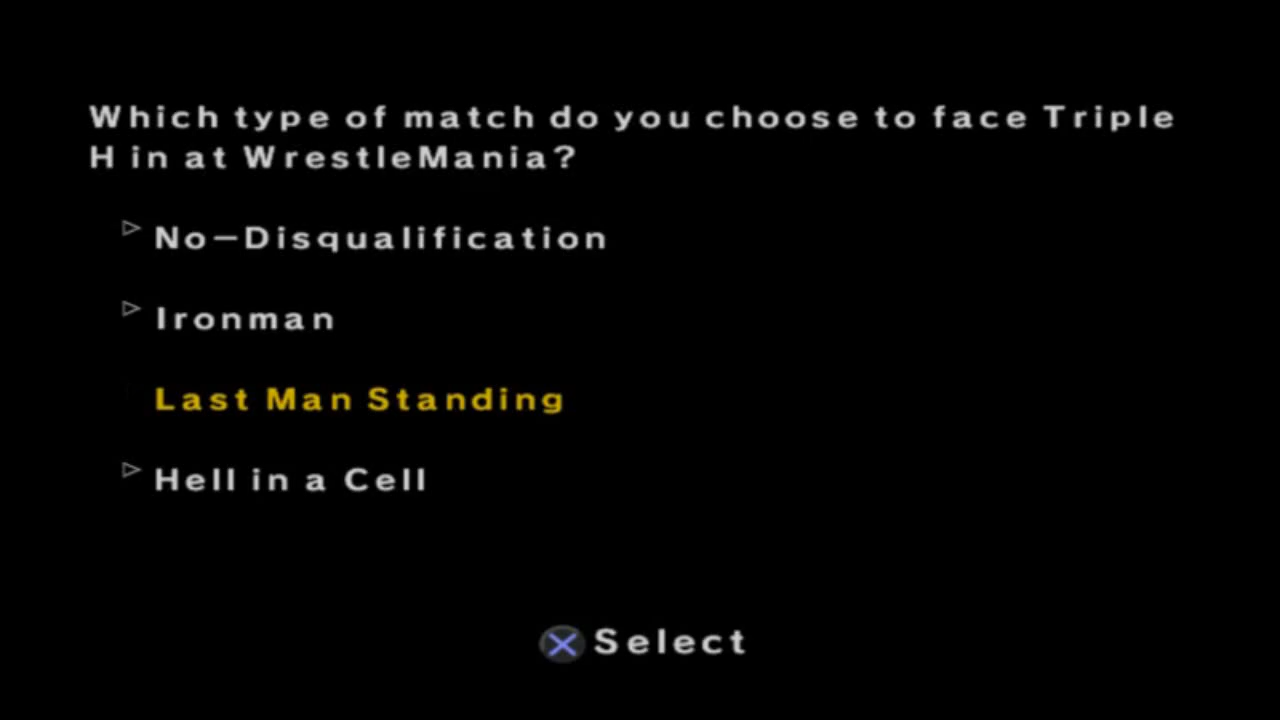 Which type of match do you choose to face Triple
H in at WrestleMania?
No-Disqualification
Ironman
Last Man Standing
Hell in a Cell
Select